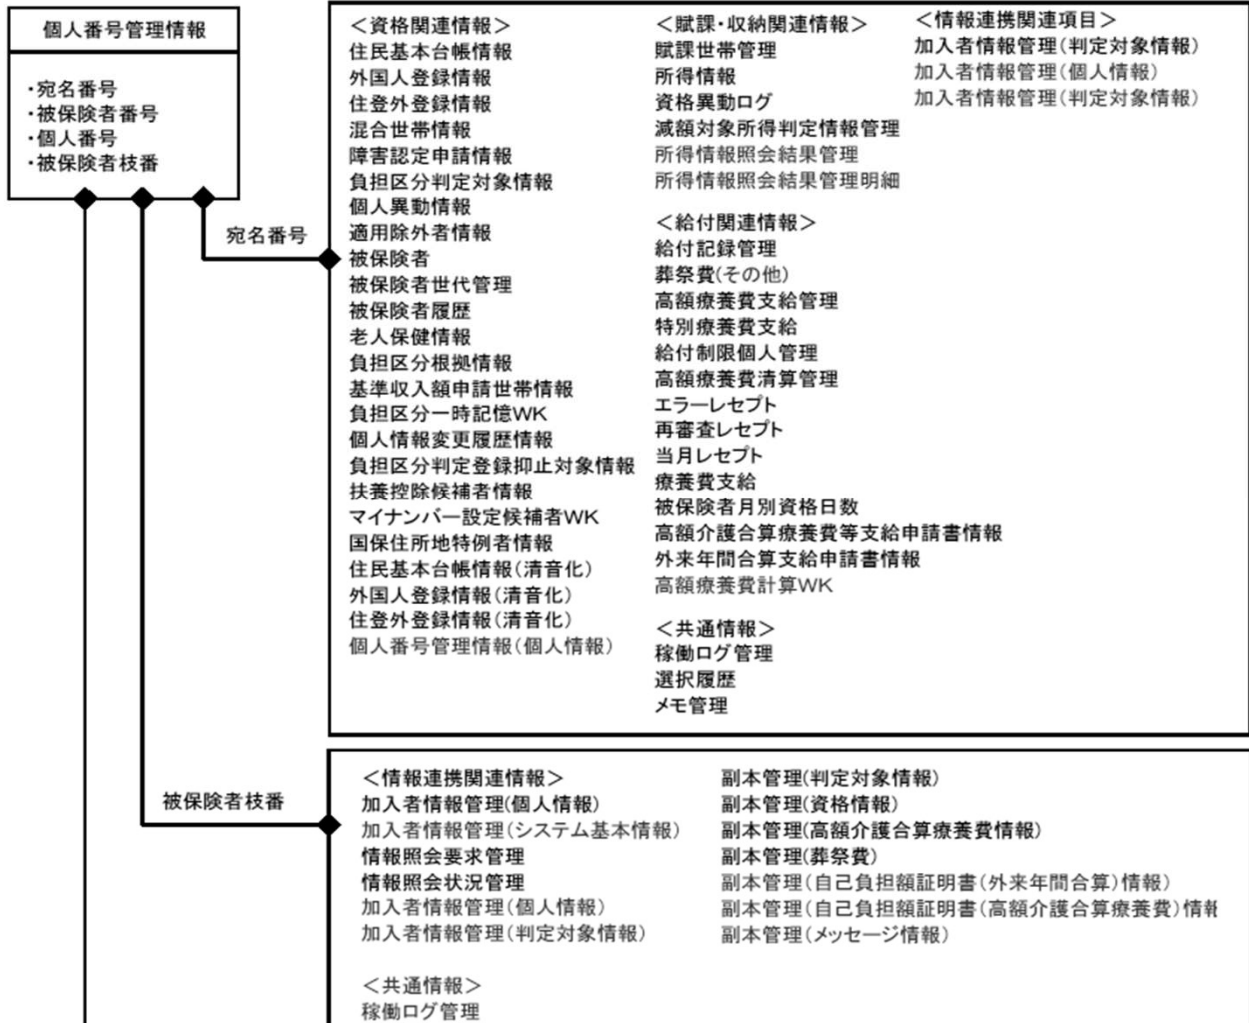 個人番号管理情報
・宛名番号
・被保険者番号
・個人番号
・被保険者枝番
宛名番号
＜資格関連情報＞
住民基本台帳情報
外国人登録情報
住登外登録情報
混合世帯情報
障害認定申請情報
負担区分判定対象情報
個人異動情報
適用除外者情報
被保険者
被保険者世代管理
被保険者履歴
老人保健情報
負担区分根拠情報
基準収入額申請世帯情報
負担区分一時記憶WK
個人情報変更履歴情報
負担区分判定登録抑止対象情報
扶養控除候補者情報
マイナンバー設定候補者WK
国保住所地特例者情報
住民基本台帳情報(清音化)
外国人登録情報(清音化)
住登外登録情報(清音化)
個人番号管理情報(個人情報)
＜賦課・収納関連情報＞
賦課世帯管理
所得情報
資格異動ログ
減額対象所得判定情報管理
所得情報照会結果管理
所得情報照会結果管理明細
＜給付関連情報＞
給付記録管理
葬祭費(その他)
高額療養費支給管理
特別療養費支給
給付制限個人管理
高額療養費清算管理
エラーレセプト
再審査レセプト
当月レセプト
療養費支給
被保険者月別資格日数
高額介護合算療養費等支給申請書情報
外来年間合算支給申請書情報
高額療養費計算WK
＜共通情報＞
稼働ログ管理
選択履歴
メモ管理
＜情報連携関連項目＞
加入者情報管理(判定対象情報)
加入者情報管理(個人情報)
加入者情報管理(判定対象情報)
被保険者枝番
＜情報連携関連情報＞
加入者情報管理(個人情報)
加入者情報管理(システム基本情報)
情報照会要求管理
情報照会状況管理
加入者情報管理(個人情報)
加入者情報管理(判定対象情報)
＜共通情報＞
稼働ログ管理
副本管理(判定対象情報)
副本管理(資格情報)
副本管理(高額介護合算療養費情報)
副本管理(葬祭費)
副本管理(自己負担額証明書(外来年間合算)情報)
副本管理(自己負担額証明書(高額介護合算療養費)情報
副本管理(メッセージ情報)